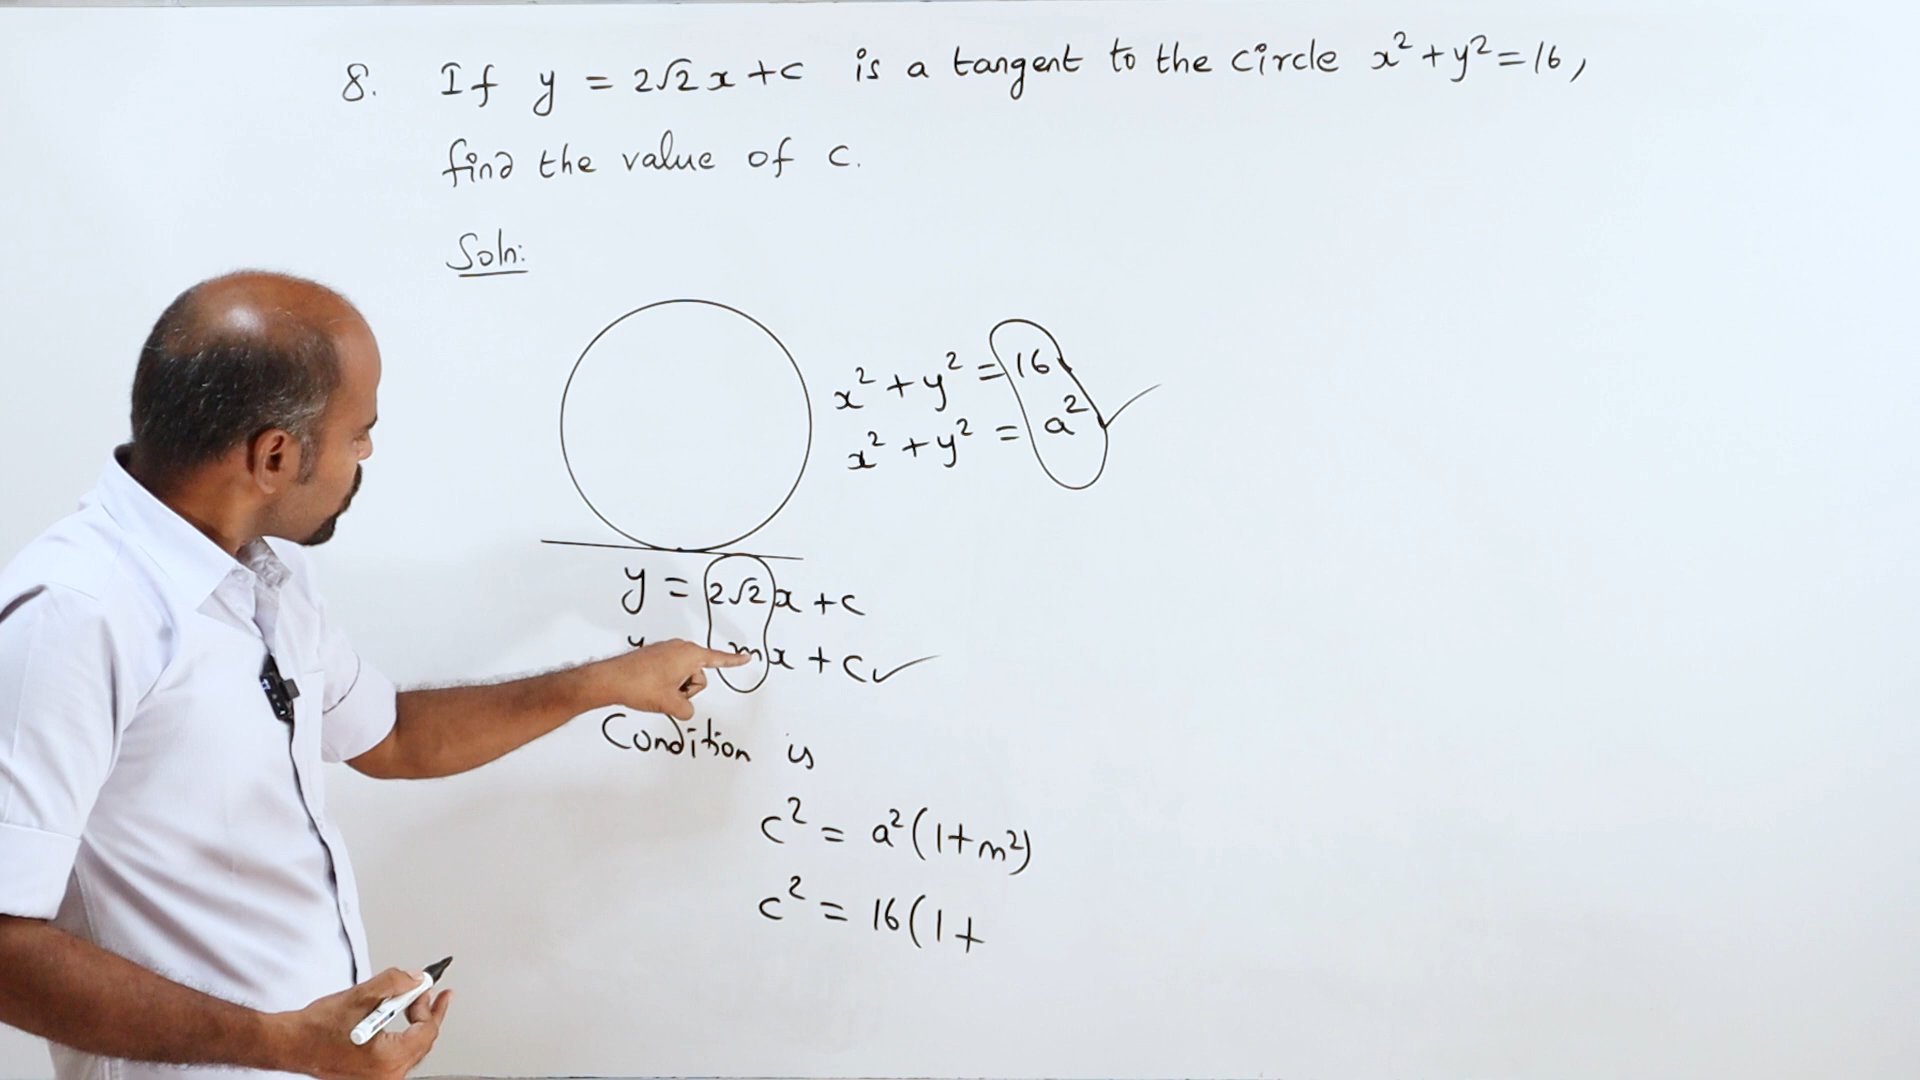 8. If y = 2√2 x + c is a tangent to the circle x² + y² = 16,
find the value of c.
Soln:
x² + y² = 16
x² + y² = a²
y = 2√2 x + c
mx + c
Condition is
c² = a²(1+m²)
c² = 16(1+